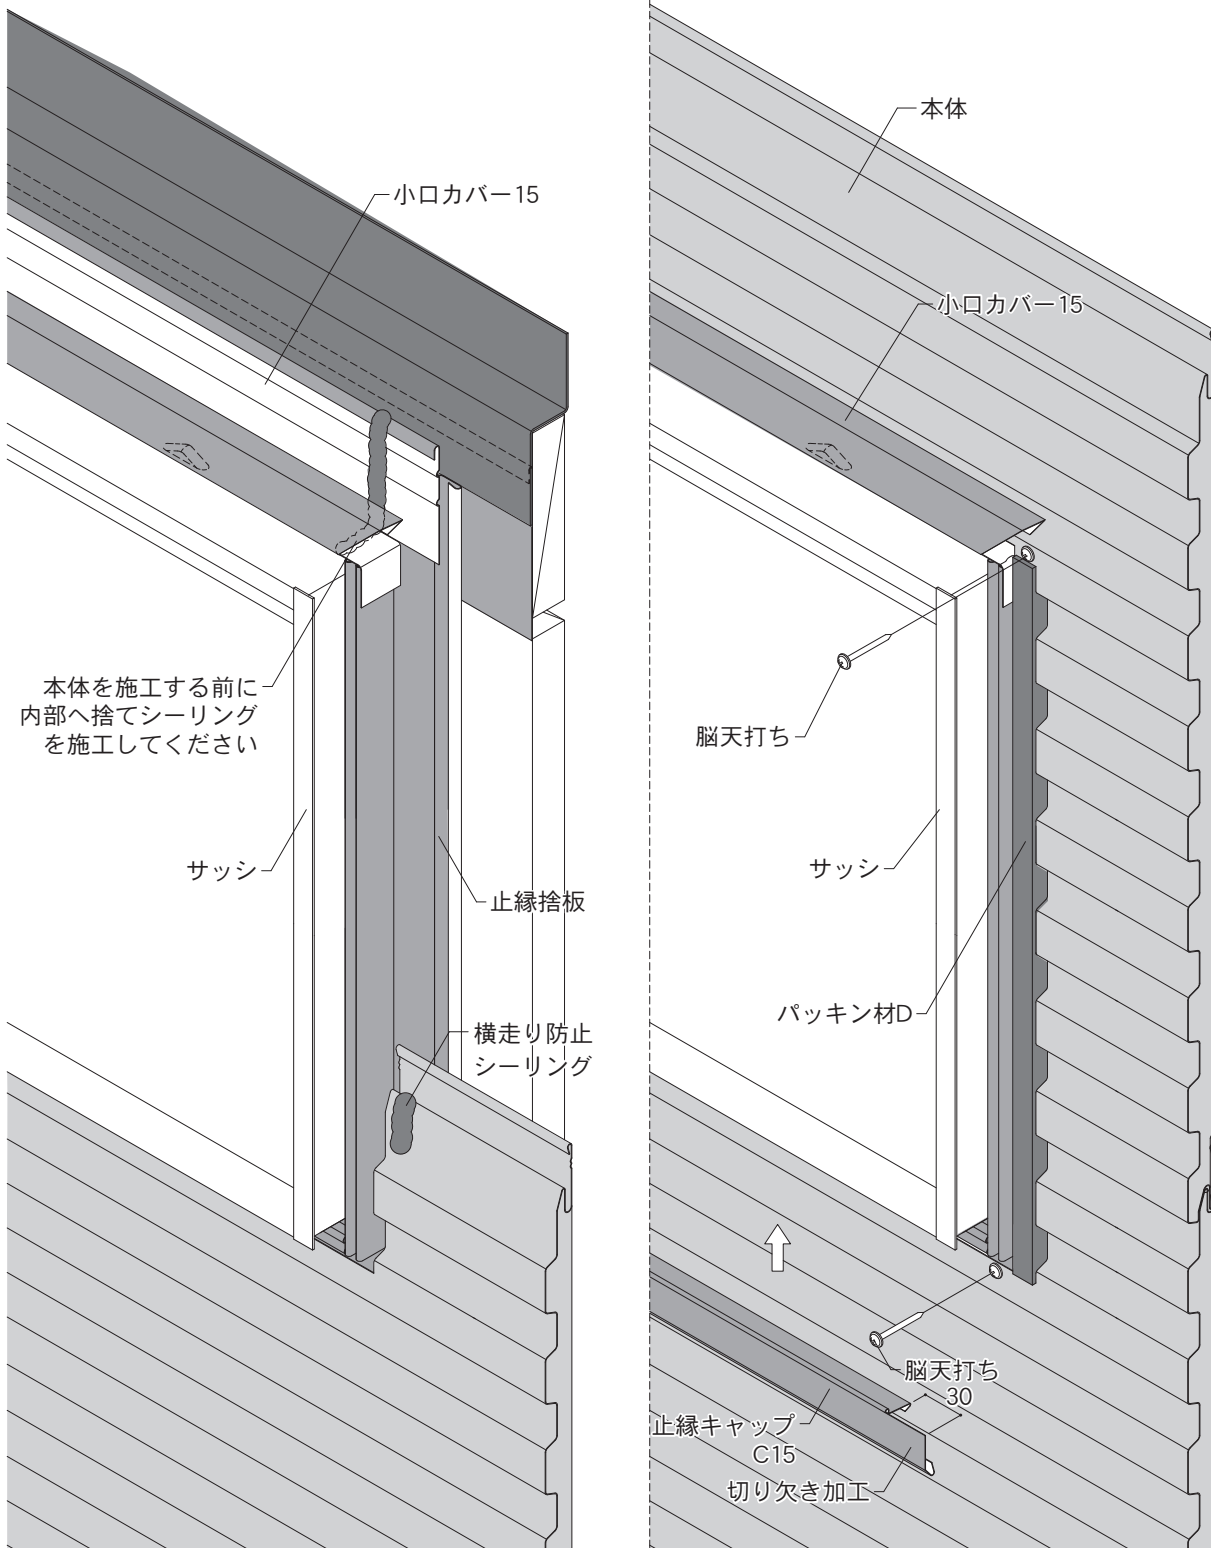 小口カバー15
本体を施工する前に
内部へ捨てシーリング
を施工してください
サッシ
止縁捨板
横走り防止
シーリング
本体
小口カバー15
脳天打ち
サッシ
パッキン材D
脳天打ち
30
止縁キャップ
C15
切り欠き加工